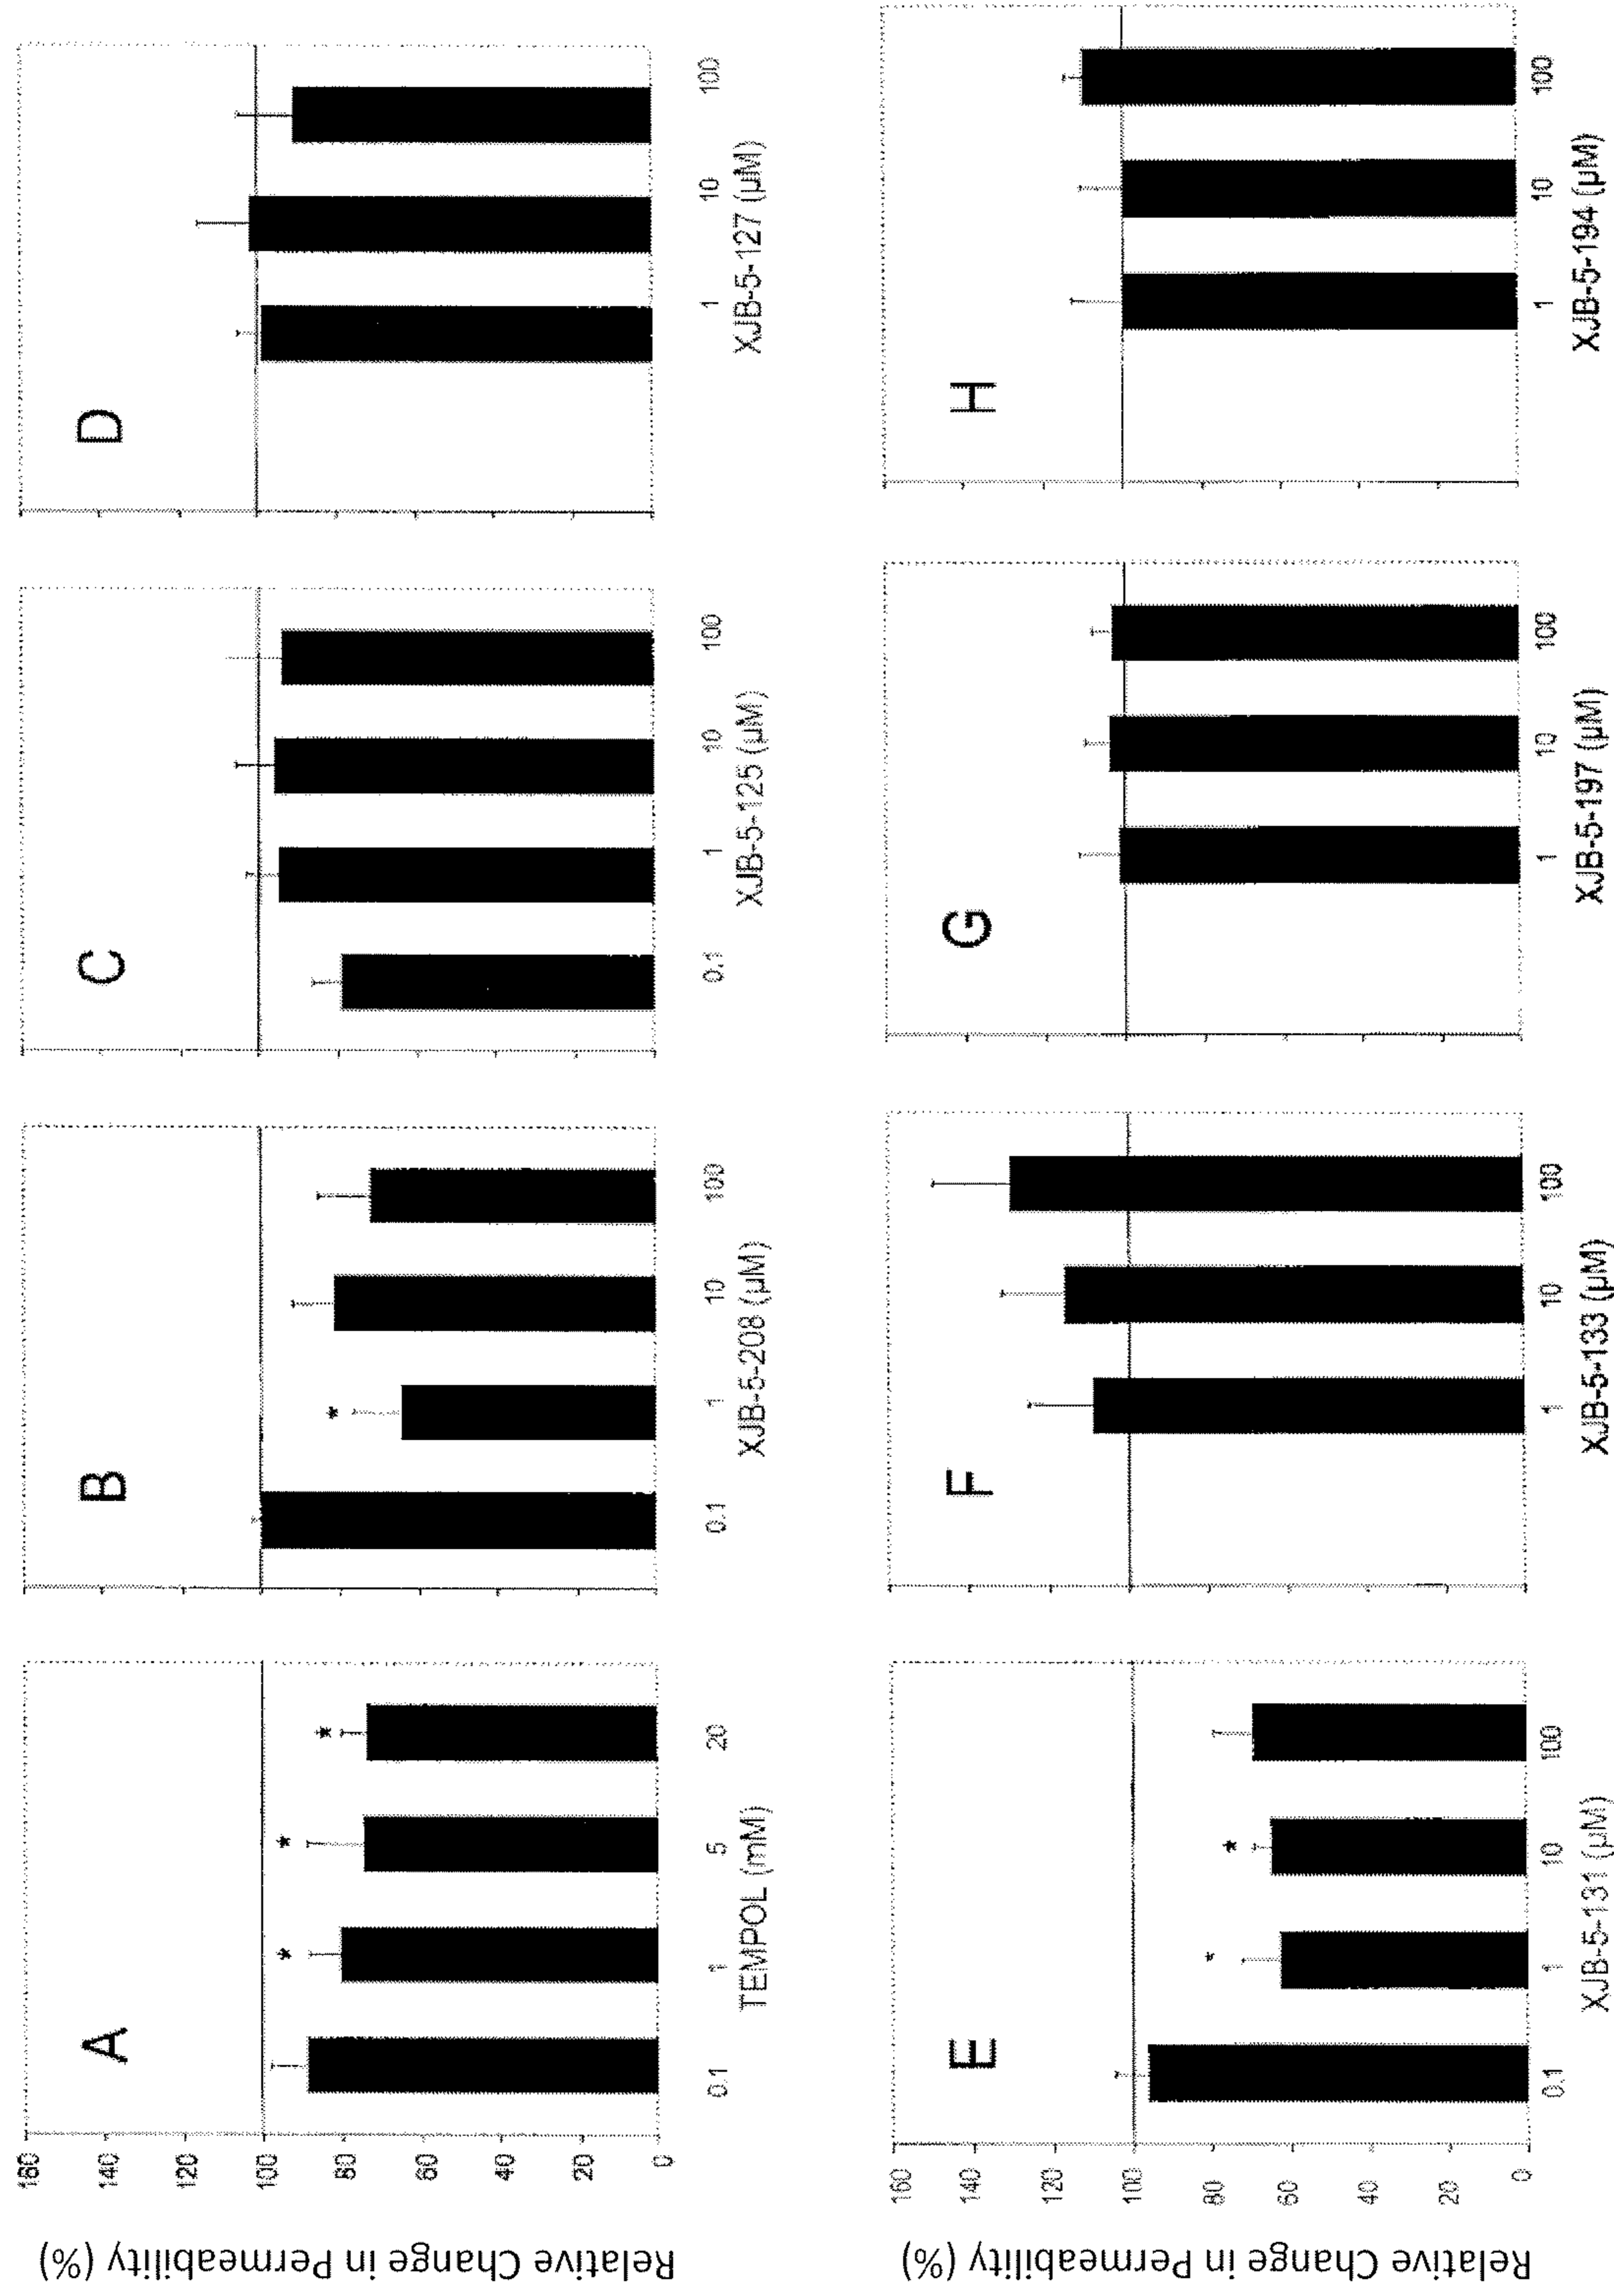 Relative Change in Permeability (%)
160
140
120
100
80
60
40
20
0
A
*
*
*
0.1 1 5 20
TEMPOL (mM)
B
*
0.1 1 10 100
XJB-5-208 (µM)
C
0.1 1 10 100
XJB-5-125 (µM)
D
1 10 100
XJB-5-127 (µM)
Relative Change in Permeability (%)
160
140
120
100
80
60
40
20
0
E
*
*
0.1 1 10 100
XJB-5-131 (µM)
F
1 10 100
XJB-5-133 (µM)
G
1 10 100
XJB-5-197 (µM)
H
1 10 100
XJB-5-194 (µM)